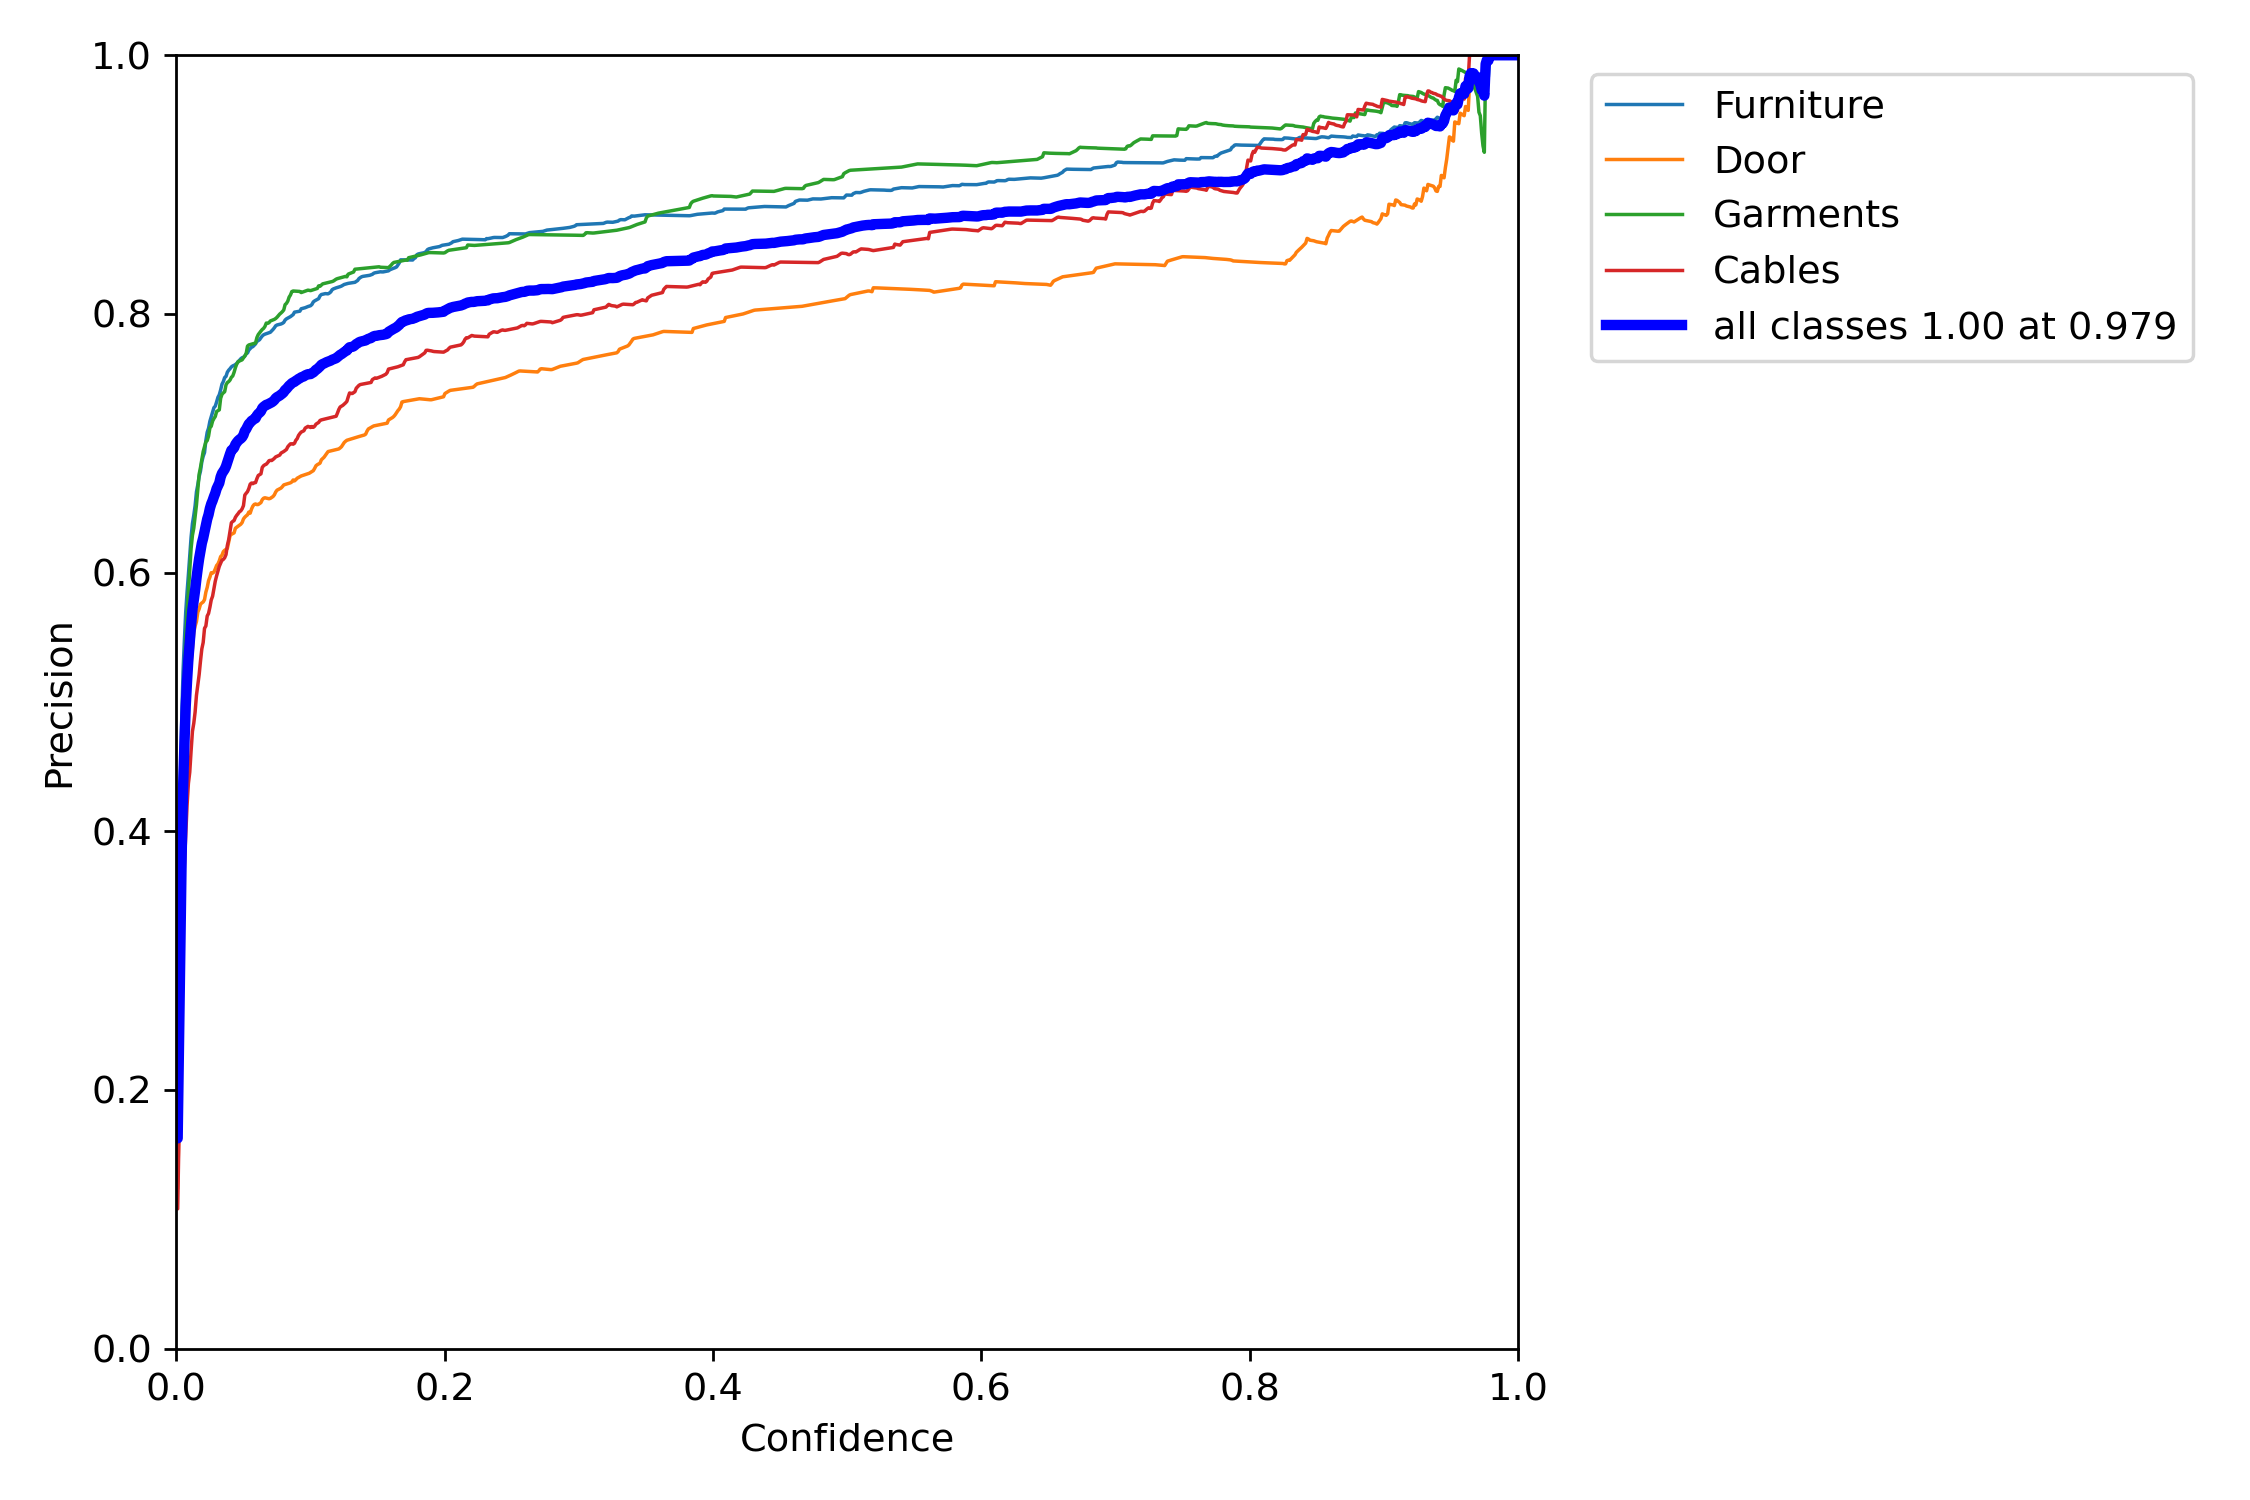 1.0
0.8
0.6
0.4
0.2
0.0
0.0 0.2 0.4 0.6 0.8 1.0
Precision
Confidence
Furniture
Door
Garments
Cables
all classes 1.00 at 0.979